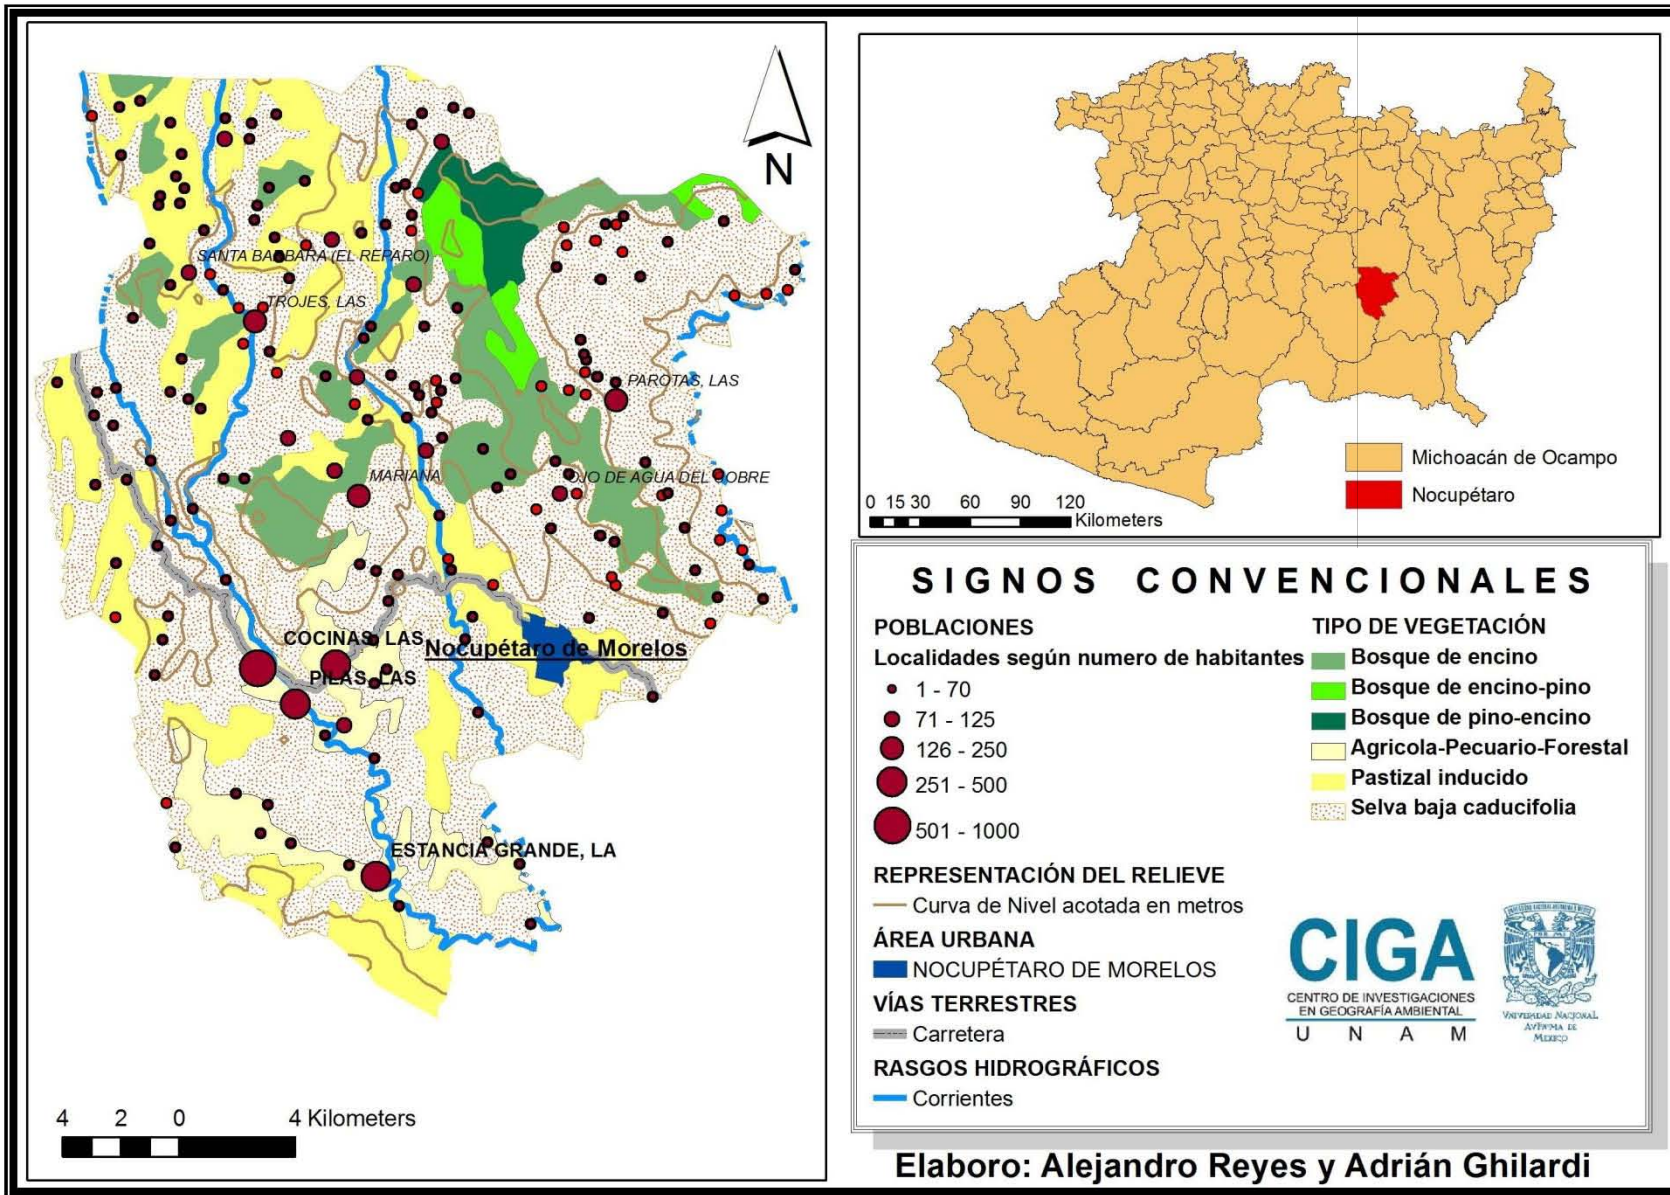 N
SANTA BARBARA (EL REPARO)
TROJES, LAS
PAROTAS, LAS
MARIANA
OJO DE AGUA DEL COBRE
COCINAS, LAS
Nocupétaro de Morelos
PILAS, LAS
ESTANCIA GRANDE, LA
4 2 0 4 Kilometers
Michoacán de Ocampo
Nocupétaro
0 15 30 60 90 120
Kilometers
SIGNOS CONVENCIONALES
POBLACIONES
Localidades según numero de habitantes
1 - 70
71 - 125
126 - 250
251 - 500
501 - 1000
REPRESENTACIÓN DEL RELIEVE
Curva de Nivel acotada en metros
ÁREA URBANA
NOCUPÉTARO DE MORELOS
VÍAS TERRESTRES
Carretera
RASGOS HIDROGRÁFICOS
Corrientes
TIPO DE VEGETACIÓN
Bosque de encino
Bosque de encino-pino
Bosque de pino-encino
Agricola-Pecuario-Forestal
Pastizal inducido
Selva baja caducifolia
CIGA
CENTRO DE INVESTIGACIONES
EN GEOGRAFÍA AMBIENTAL
U N A M
VNIVERSIDAD NACIONAL
AVTNMA DE
MEXICO
Elaboro: Alejandro Reyes y Adrián Ghilardi